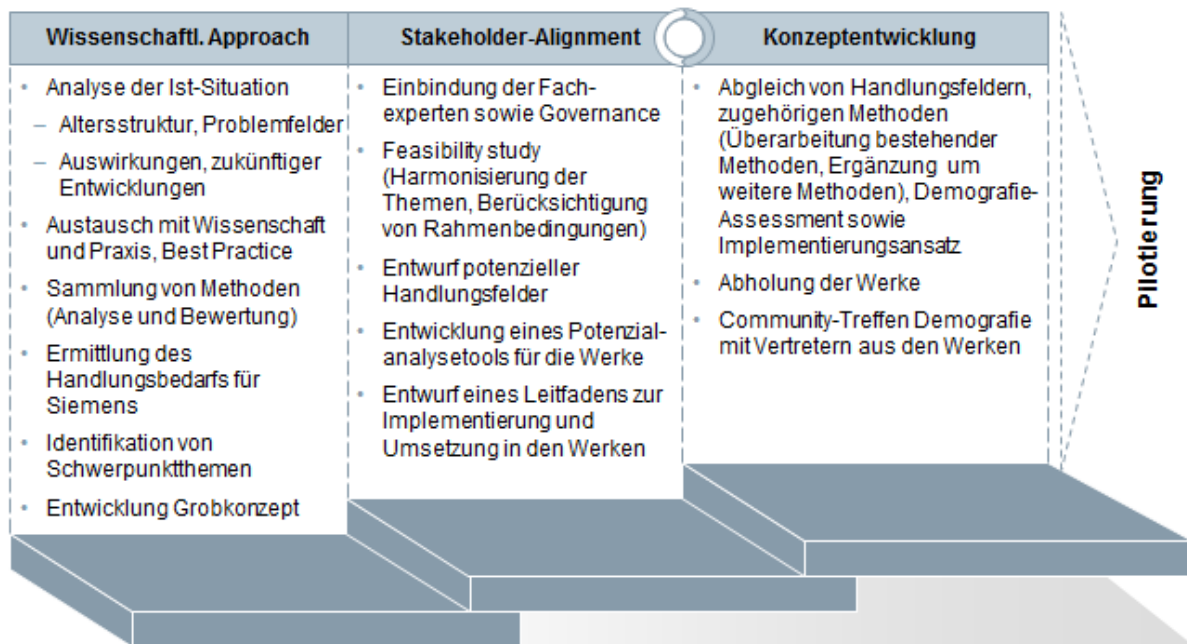 Wissenschaftl. Approach
• Analyse der Ist-Situation
– Altersstruktur, Problemfelder
– Auswirkungen, zukünftiger
Entwicklungen
• Austausch mit Wissenschaft
und Praxis, Best Practice
• Sammlung von Methoden
(Analyse und Bewertung)
• Ermittlung des
Handlungsbedarfs für
Siemens
• Identifikation von
Schwerpunktthemen
• Entwicklung Grobkonzept
Stakeholder-Alignment
• Einbindung der Fach-
experten sowie Governance
• Feasibility study
(Harmonisierung der
Themen, Berücksichtigung
von Rahmenbedingungen)
• Entwurf potenzieller
Handlungsfelder
• Entwicklung eines Potenzial-
analysetools für die Werke
• Entwurf eines Leitfadens zur
Implementierung und
Umsetzung in den Werken
Konzeptentwicklung
• Abgleich von Handlungsfeldern,
zugehörigen Methoden
(Überarbeitung bestehender
Methoden, Ergänzung um
weitere Methoden), Demografie-
Assessment sowie
Implementierungsansatz
• Abholung der Werke
• Community-Treffen Demografie
mit Vertretern aus den Werken
Pilotierung